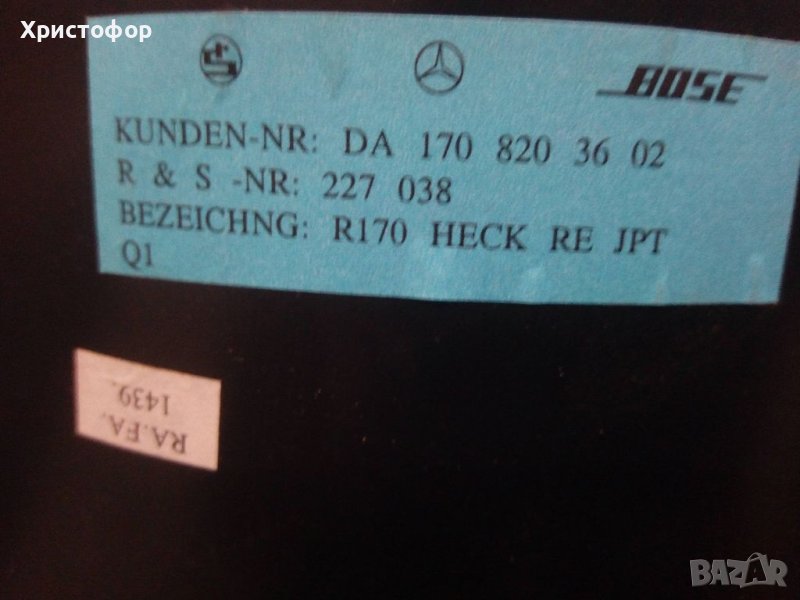 Христофор
BOSE
KUNDEN-NR: DA 170 820 36 02
R & S -NR: 227 038
BEZEICHNG: R170 HECK RE JPT
Q1
RA.FA.
1439.
BAZAR